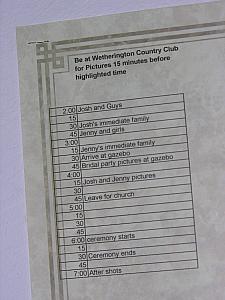 Be at Wetherington Country Club
for Pictures 15 minutes before
highlighted time
2:00 Josh and Guys
15
30 Josh's immediate family
45 Jenny and girls
3:00
15 Jenny's immediate family
30 Arrive at gazebo
45 Bridal party pictures at gazebo
4:00
15 Josh and Jenny pictures
30
45 Leave for church
5:00
15
30
45
6:00 ceremony starts
15
30 Ceremony ends
45
7:00 After shots